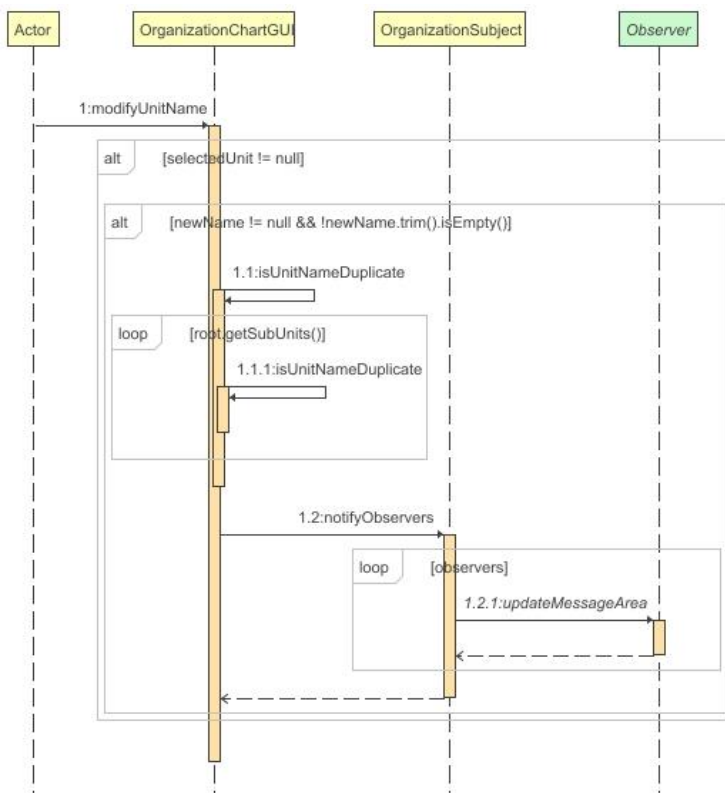 Actor
OrganizationChartGUI
OrganizationSubject
Observer
1:modifyUnitName
alt [selectedUnit != null]
alt [newName != null && !newName.trim().isEmpty()]
1.1:isUnitNameDuplicate
loop [root.getSubUnits()]
1.1.1:isUnitNameDuplicate
1.2:notifyObservers
loop [observers]
1.2.1:updateMessageArea